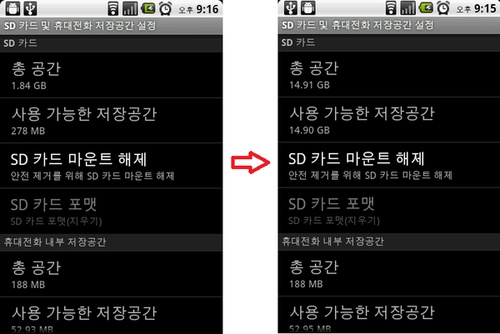 오후 9:16
SD 카드 및 휴대전화 저장공간 설정
SD 카드
총 공간
1.84 GB
사용 가능한 저장공간
278 MB
SD 카드 마운트 해제
안전 제거를 위해 SD 카드 마운트 해제
SD 카드 포맷
SD 카드 포맷(지우기)
휴대전화 내부 저장공간
총 공간
188 MB
사용 가능한 저장공간
52.93 MB
오후 9:15
SD 카드 및 휴대전화 저장공간 설정
SD 카드
총 공간
14.91 GB
사용 가능한 저장공간
14.90 GB
SD 카드 마운트 해제
안전 제거를 위해 SD 카드 마운트 해제
SD 카드 포맷
SD 카드 포맷(지우기)
휴대전화 내부 저장공간
총 공간
188 MB
사용 가능한 저장공간
52.95 MB